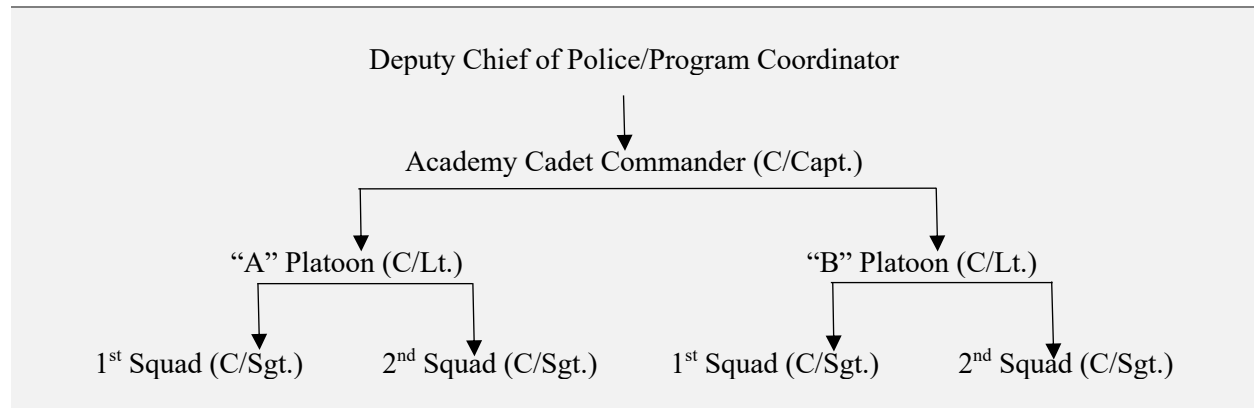 Deputy Chief of Police/Program Coordinator
Academy Cadet Commander (C/Capt.)
“A” Platoon (C/Lt.) “B” Platoon (C/Lt.)
1st Squad (C/Sgt.) 2nd Squad (C/Sgt.) 1st Squad (C/Sgt.) 2nd Squad (C/Sgt.)